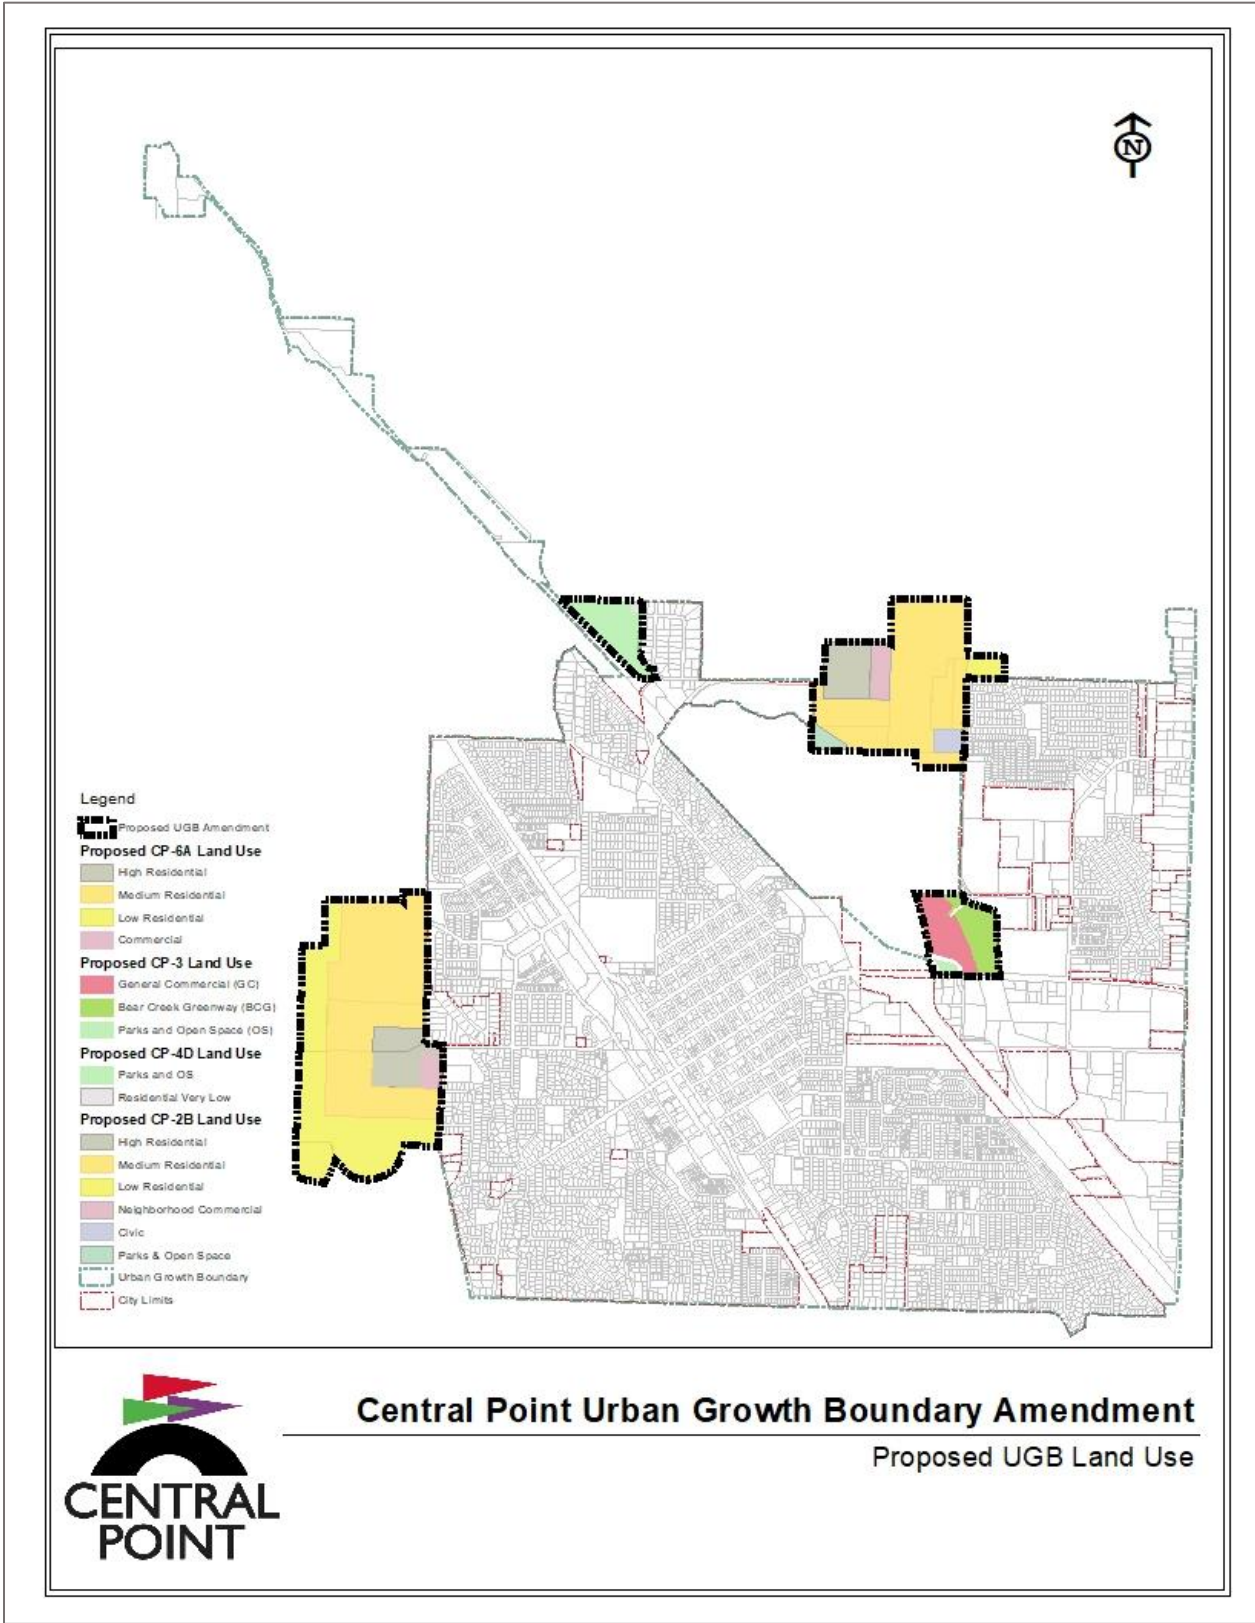 N
Legend
Proposed UGB Amendment
Proposed CP-6A Land Use
High Residential
Medium Residential
Low Residential
Commercial
Proposed CP-3 Land Use
General Commercial (GC)
Bear Creek Greenway (BCG)
Parks and Open Space (OS)
Proposed CP-4D Land Use
Parks and OS
Residential Very Low
Proposed CP-2B Land Use
High Residential
Medium Residential
Low Residential
Neighborhood Commercial
Civic
Parks & Open Space
Urban Growth Boundary
City Limits
CENTRAL
POINT
Central Point Urban Growth Boundary Amendment
Proposed UGB Land Use